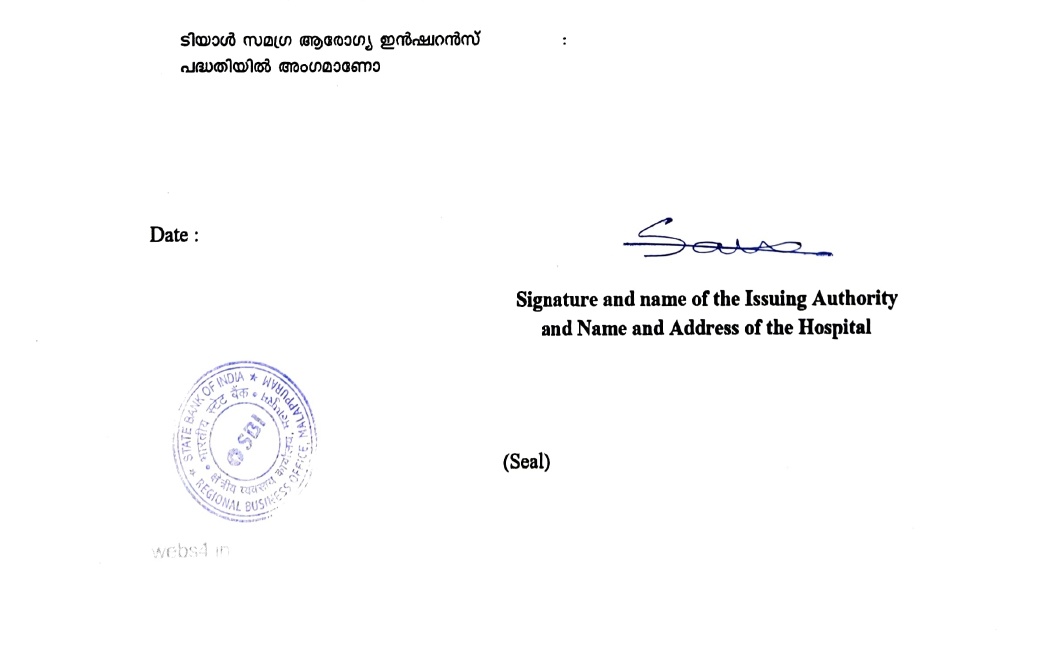 ടിയാൾ സമഗ്ര ആരോഗ്യ ഇൻഷുറൻസ് :
പദ്ധതിയിൽ അംഗമാണോ
Date :
Signature and name of the Issuing Authority
and Name and Address of the Hospital
★ STATE BANK OF INDIA ★
REGIONAL BUSINESS OFFICE, MALAPPURAM
भारतीय स्टेट बैंक •
क्षेत्रीय व्यवसाय कार्यालय,
SBI
(Seal)
webs4 in